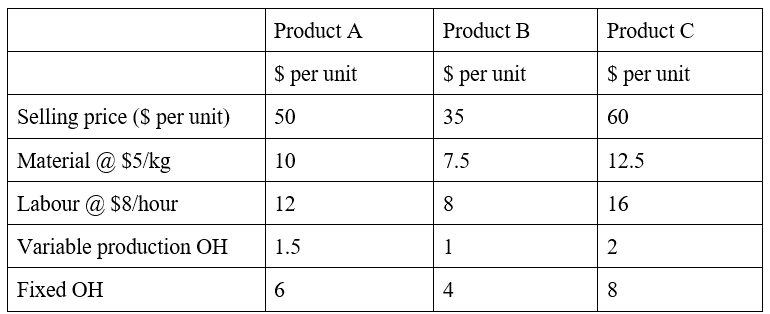 Product A Product B Product C
$ per unit $ per unit $ per unit
Selling price ($ per unit) 50 35 60
Material @ $5/kg 10 7.5 12.5
Labour @ $8/hour 12 8 16
Variable production OH 1.5 1 2
Fixed OH 6 4 8